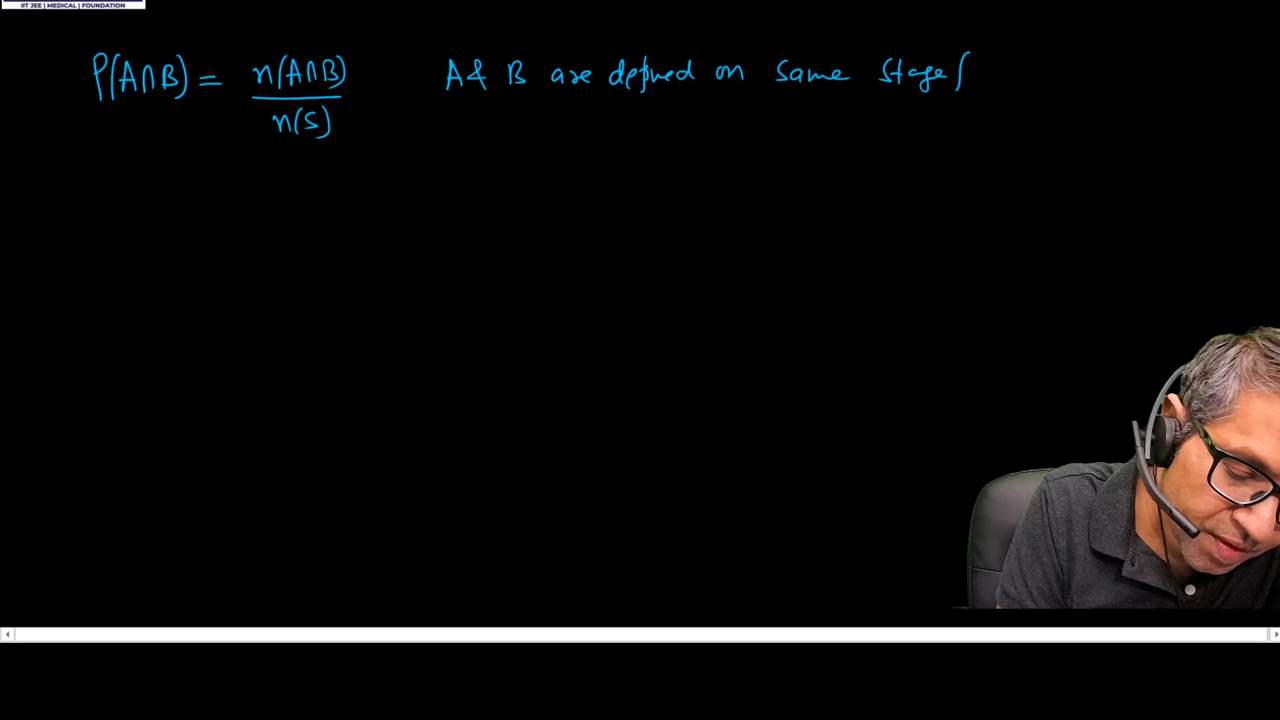 IIT JEE | MEDICAL | FOUNDATION
P(A∩B) = n(A∩B) / n(S) A & B are defined on same stage